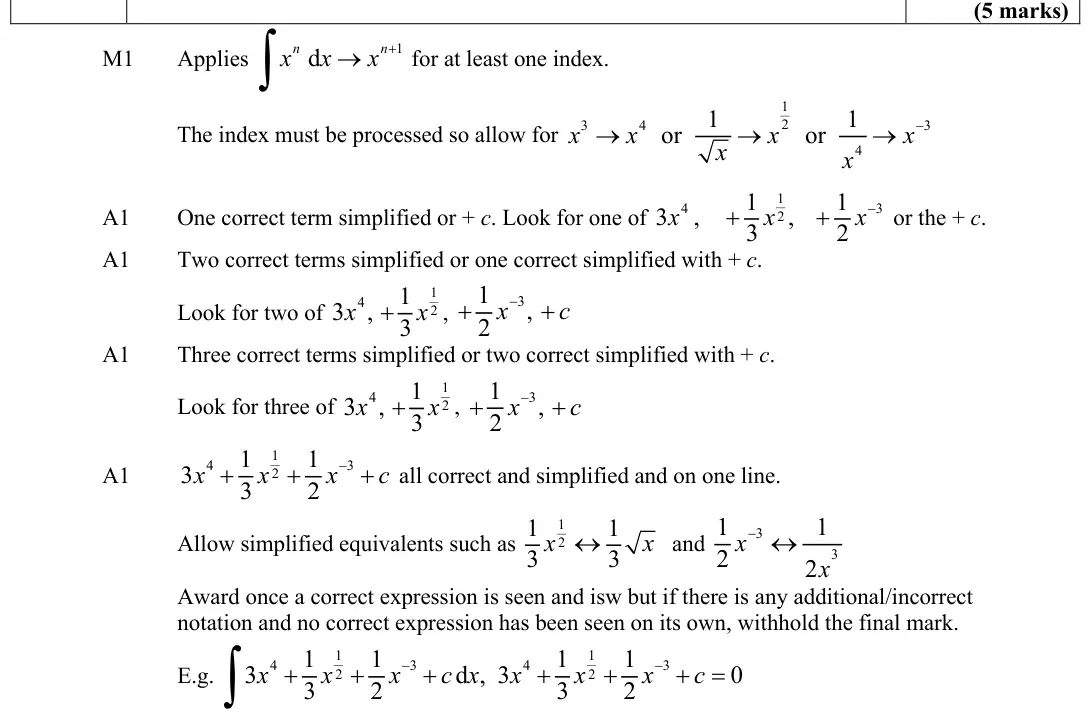 (5 marks)
M1 Applies ∫ xⁿ dx → xⁿ⁺¹ for at least one index.
The index must be processed so allow for x³ → x⁴ or 1/√x → x^(1/2) or 1/x⁴ → x⁻³
A1 One correct term simplified or + c. Look for one of 3x⁴ , +1/3 x^(1/2), +1/2 x⁻³ or the + c.
A1 Two correct terms simplified or one correct simplified with + c.
Look for two of 3x⁴, +1/3 x^(1/2), +1/2 x⁻³, +c
A1 Three correct terms simplified or two correct simplified with + c.
Look for three of 3x⁴, +1/3 x^(1/2), +1/2 x⁻³, +c
A1 3x⁴ + 1/3 x^(1/2) + 1/2 x⁻³ + c all correct and simplified and on one line.
Allow simplified equivalents such as 1/3 x^(1/2) ↔ 1/3 √x and 1/2 x⁻³ ↔ 1/(2x³)
Award once a correct expression is seen and isw but if there is any additional/incorrect
notation and no correct expression has been seen on its own, withhold the final mark.
E.g. ∫ 3x⁴ + 1/3 x^(1/2) + 1/2 x⁻³ + c dx, 3x⁴ + 1/3 x^(1/2) + 1/2 x⁻³ + c = 0